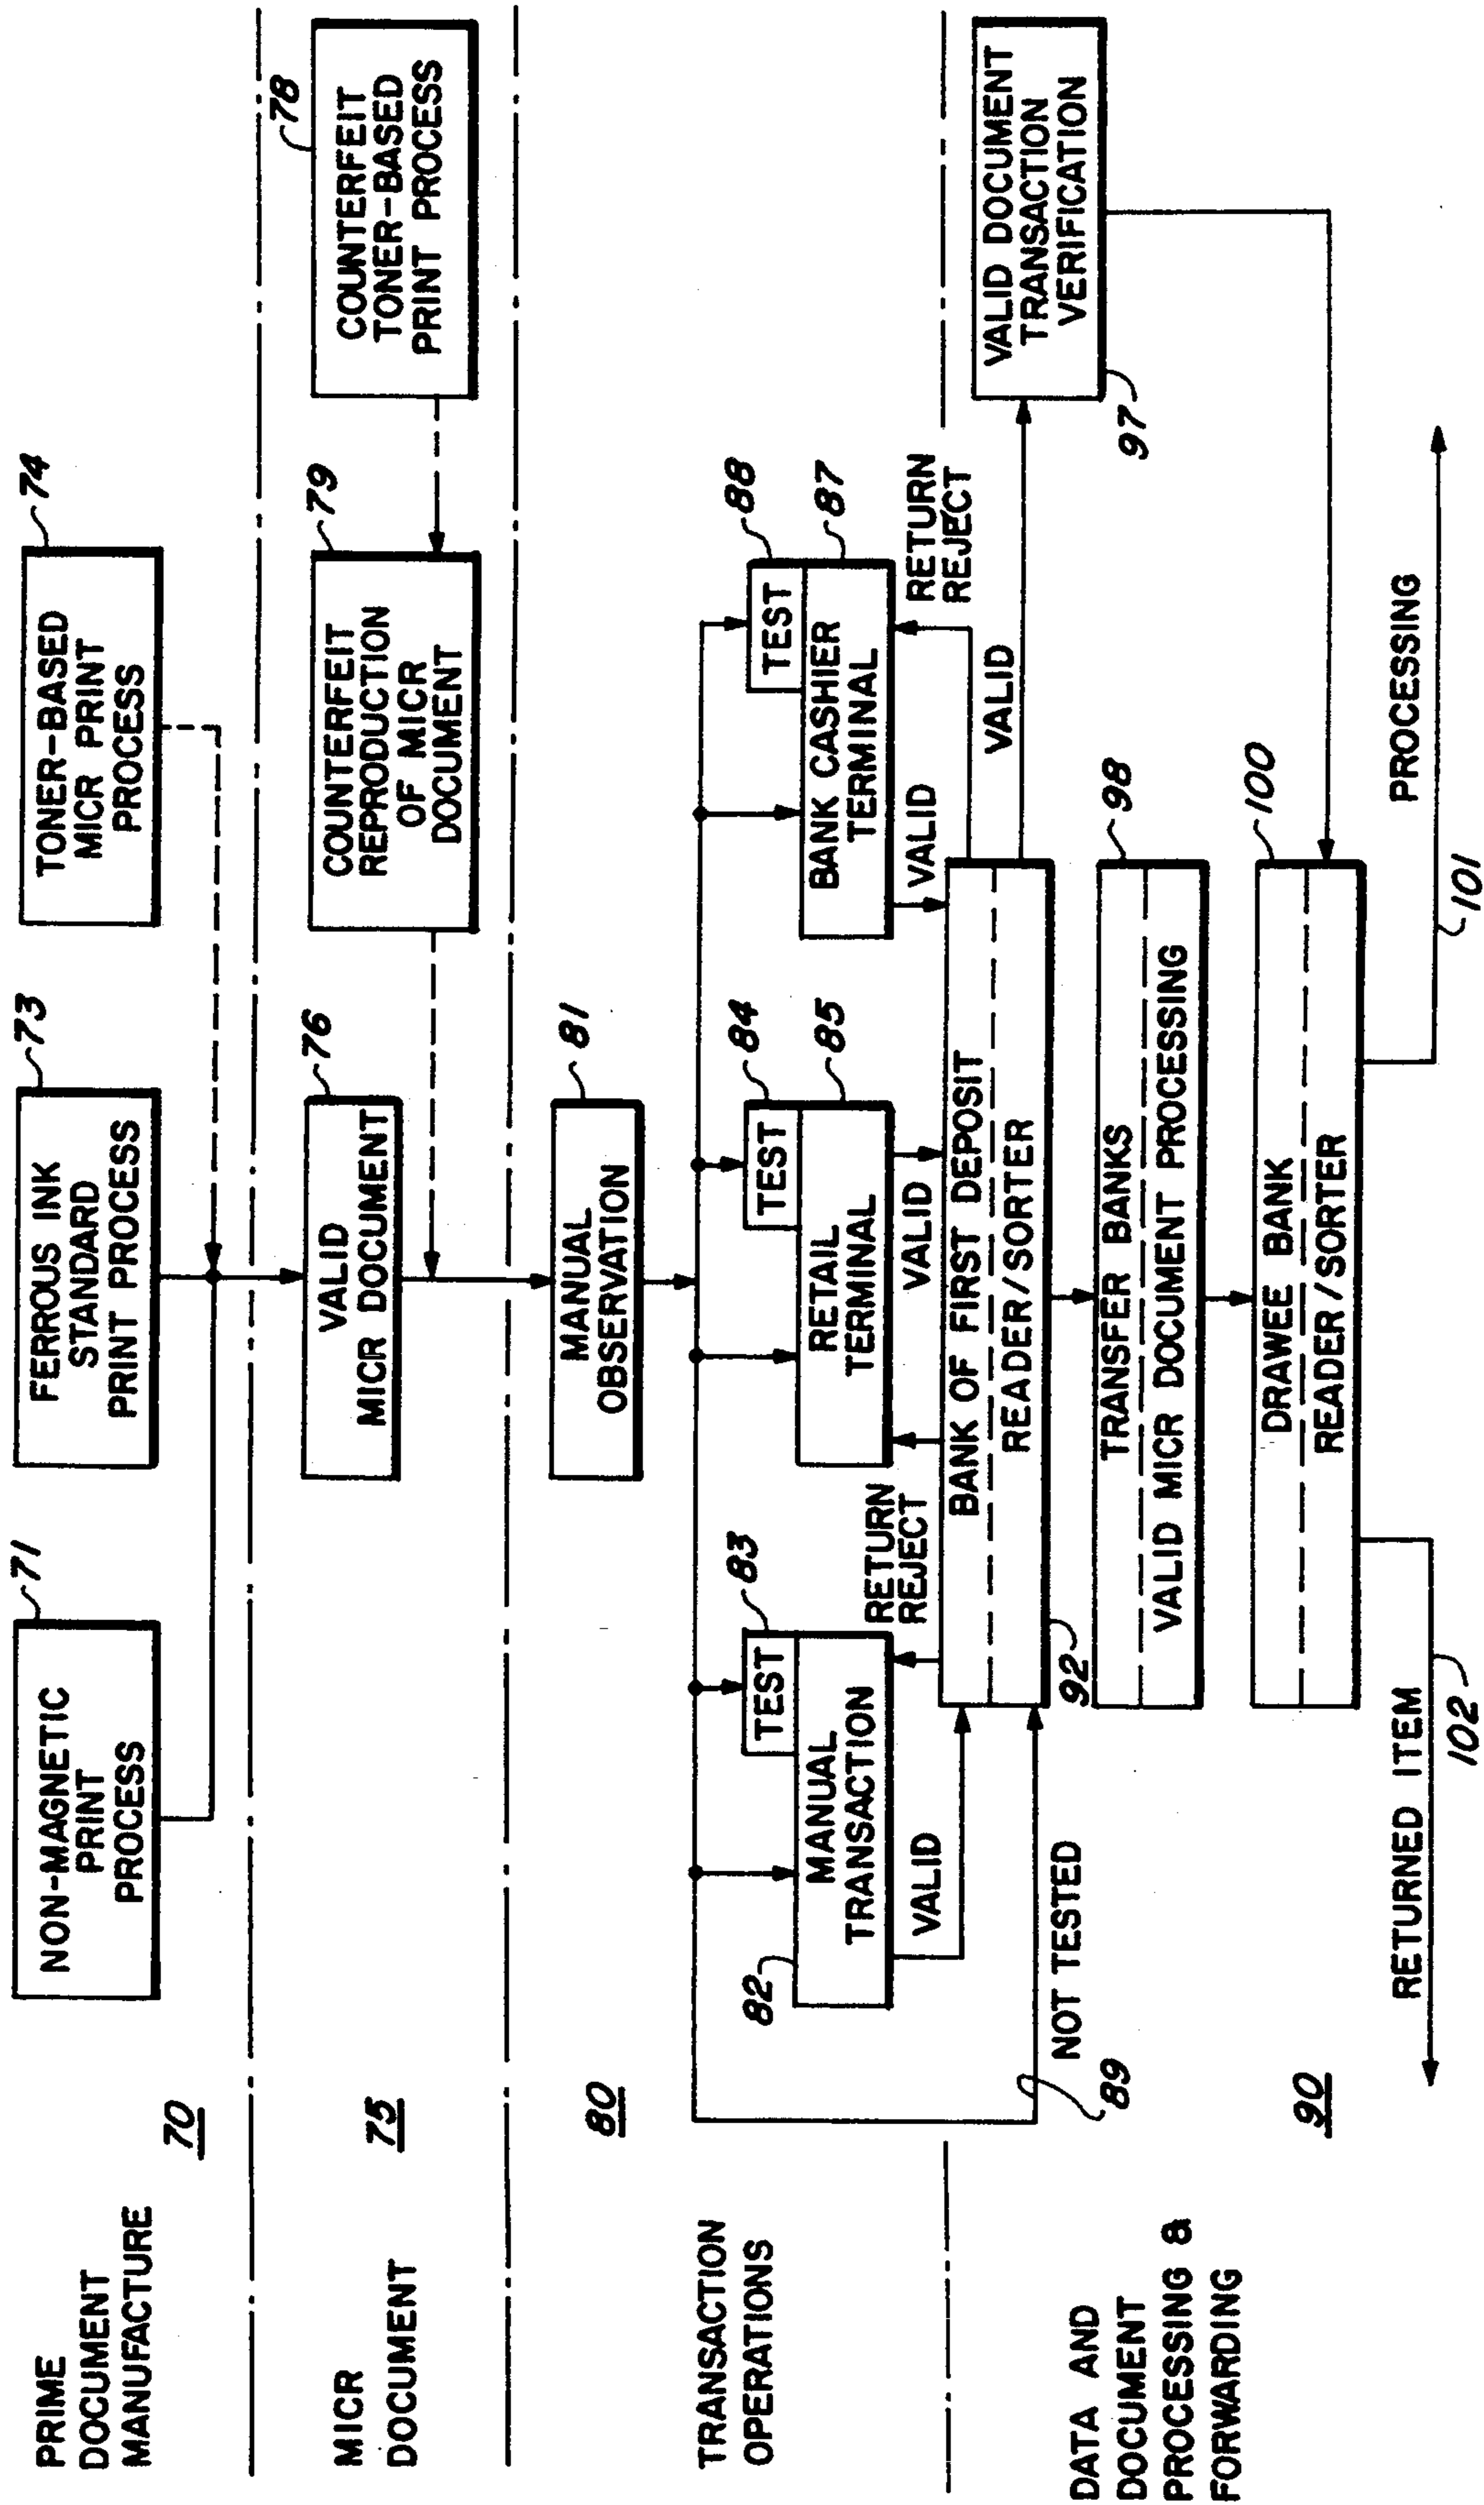 PRIME
DOCUMENT
MANUFACTURE
70
71
NON-MAGNETIC
PRINT
PROCESS
73
FERROUS INK
STANDARD
PRINT PROCESS
74
TONER-BASED
MICR PRINT
PROCESS
MICR
DOCUMENT
75
76
VALID
MICR DOCUMENT
79
COUNTERFEIT
REPRODUCTION
OF MICR
DOCUMENT
78
COUNTERFEIT
TONER-BASED
PRINT PROCESS
TRANSACTION
OPERATIONS
80
81
MANUAL
OBSERVATION
82
83
TEST
MANUAL
TRANSACTION
84
TEST
85
RETAIL
TERMINAL
88
TEST
87
BANK CASHIER
TERMINAL
VALID
RETURN
REJECT
VALID
VALID
RETURN
REJECT
NOT TESTED
89
VALID
DATA AND
DOCUMENT
PROCESSING &
FORWARDING
90
92
BANK OF FIRST DEPOSIT
READER/SORTER
VALID DOCUMENT
TRANSACTION
VERIFICATION
97
98
TRANSFER BANKS
VALID MICR DOCUMENT PROCESSING
100
DRAWEE BANK
READER/SORTER
RETURNED ITEM
102
PROCESSING
101